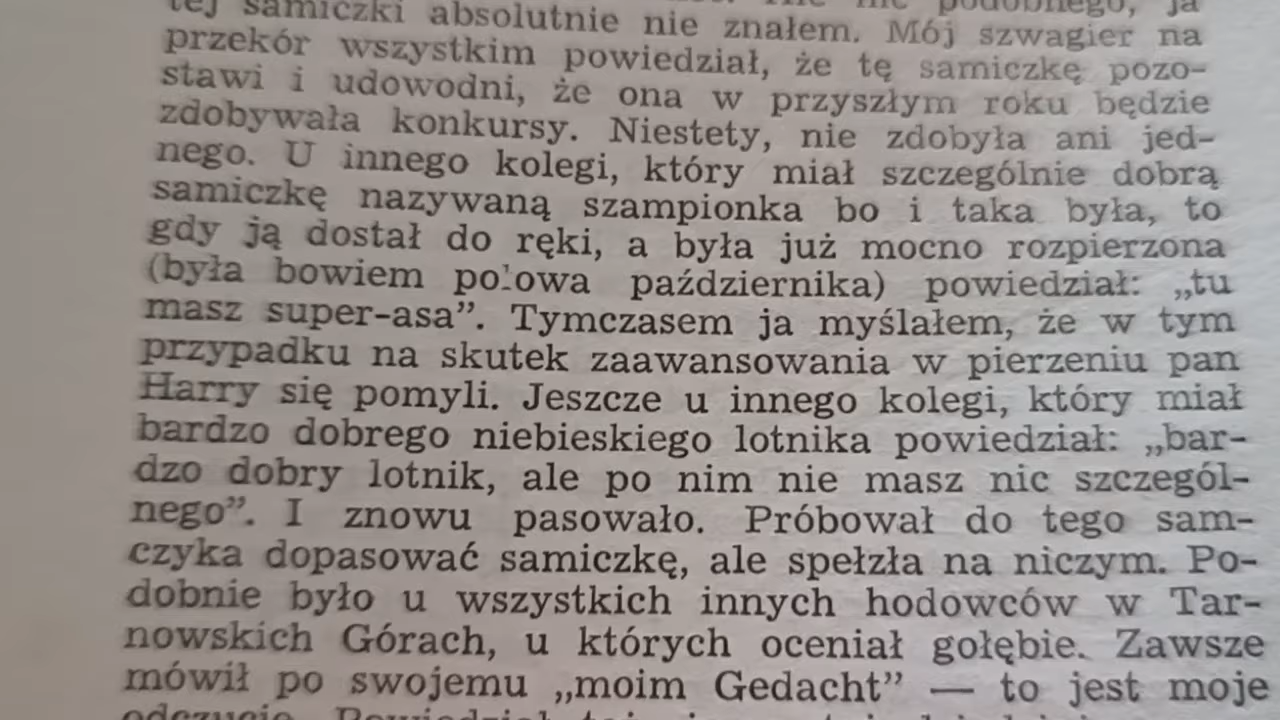 tej samiczki absolutnie nie znałem. Mój szwagier na
przekór wszystkim powiedział, że tę samiczkę pozo-
stawi i udowodni, że ona w przyszłym roku będzie
zdobywała konkursy. Niestety, nie zdobyła ani jed-
nego. U innego kolegi, który miał szczególnie dobrą
samiczkę nazywaną szampionka bo i taka była, to
gdy ją dostał do ręki, a była już mocno rozpierzona
(była bowiem połowa października) powiedział: „tu
masz super-asa”. Tymczasem ja myślałem, że w tym
przypadku na skutek zaawansowania w pierzeniu pan
Harry się pomyli. Jeszcze u innego kolegi, który miał
bardzo dobrego niebieskiego lotnika powiedział: „bar-
dzo dobry lotnik, ale po nim nie masz nic szczegól-
nego”. I znowu pasowało. Próbował do tego sam-
czyka dopasować samiczkę, ale spełzła na niczym. Po-
dobnie było u wszystkich innych hodowców w Tar-
nowskich Górach, u których oceniał gołębie. Zawsze
mówił po swojemu „moim Gedacht” — to jest moje